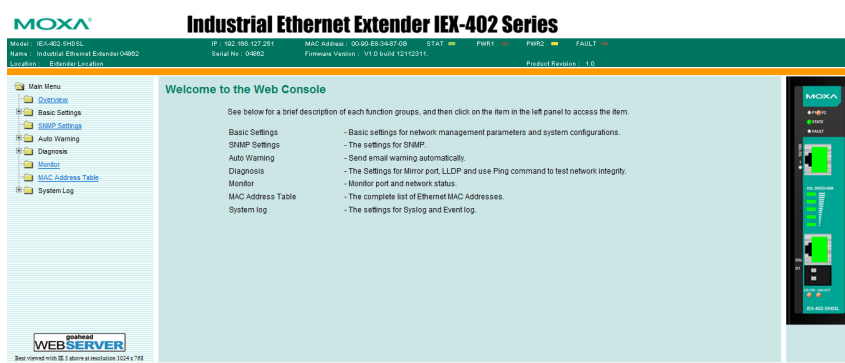 MOXA
Industrial Ethernet Extender IEX-402 Series
Model : IEX-402-SHDSL IP : 192.168.127.251 MAC Address : 00-90-E8-34-87-0B STAT PWR1 PWR2 FAULT
Name : Industrial Ethernet Extender 04862 Serial No : 04862 Firmware Version : V1.0 build 12112311.
Location : Extender Location Product Revision : 1.0
Main Menu
Overview
Basic Settings
SNMP Settings
Auto Warning
Diagnosis
Monitor
MAC Address Table
System Log
Welcome to the Web Console
See below for a brief description of each function groups, and then click on the item in the left panel to access the item.
Basic Settings - Basic settings for network management parameters and system configurations.
SNMP Settings - The settings for SNMP.
Auto Warning - Send email warning automatically.
Diagnosis - The Settings for Mirror port, LLDP and use Ping command to test network integrity.
Monitor - Monitor port and network status.
MAC Address Table - The complete list of Ethernet MAC Addresses.
System log - The settings for Syslog and Event log.
goahead
WEBSERVER
Best viewed with IE 5 above at resolution 1024 x 768
MOXA
STATE
FAULT
DSL SPEED/SNR
DSL
IEX-402-SHDSL